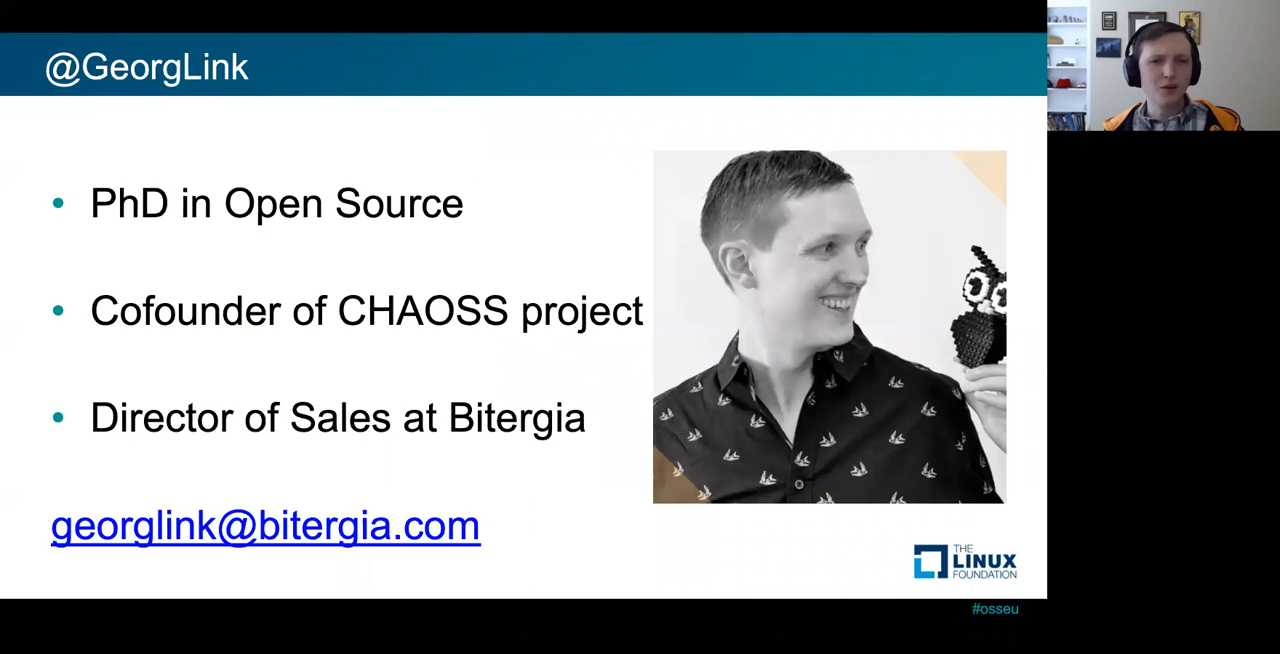 @GeorgLink
• PhD in Open Source
• Cofounder of CHAOSS project
• Director of Sales at Bitergia
georglink@bitergia.com
THE
LINUX
FOUNDATION
#osseu